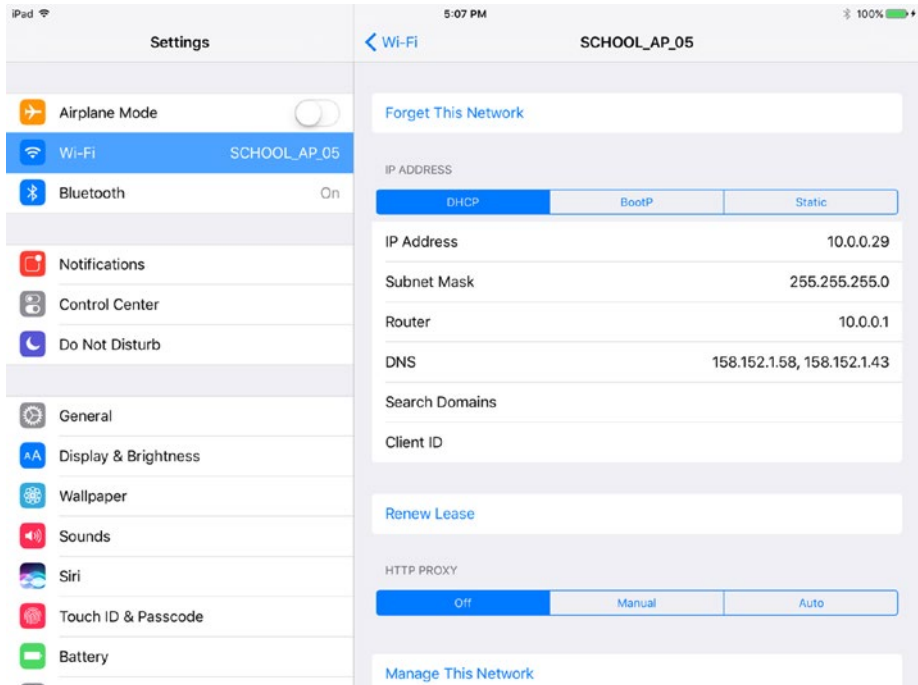 iPad 5:07 PM 100%
Settings
Airplane Mode
Wi-Fi SCHOOL_AP_05
Bluetooth On
Notifications
Control Center
Do Not Disturb
General
AA Display & Brightness
Wallpaper
Sounds
Siri
Touch ID & Passcode
Battery
Wi-Fi SCHOOL_AP_05
Forget This Network
IP ADDRESS
DHCP BootP Static
IP Address 10.0.0.29
Subnet Mask 255.255.255.0
Router 10.0.0.1
DNS 158.152.1.58, 158.152.1.43
Search Domains
Client ID
Renew Lease
HTTP PROXY
Off Manual Auto
Manage This Network